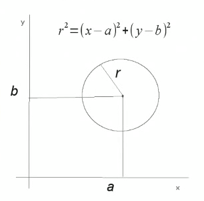 y
r²=(x−a)²+(y−b)²
r
b
a
x